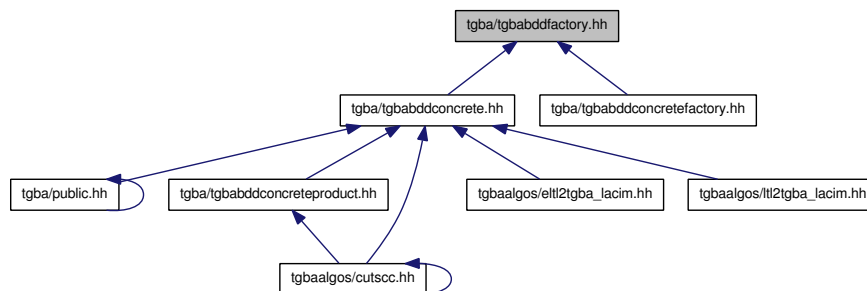 tgba/tgbabddfactory.hh
tgba/tgbabddconcrete.hh
tgba/tgbabddconcretefactory.hh
tgba/public.hh
tgba/tgbabddconcreteproduct.hh
tgbaalgos/eltl2tgba_lacim.hh
tgbaalgos/ltl2tgba_lacim.hh
tgbaalgos/cutscc.hh